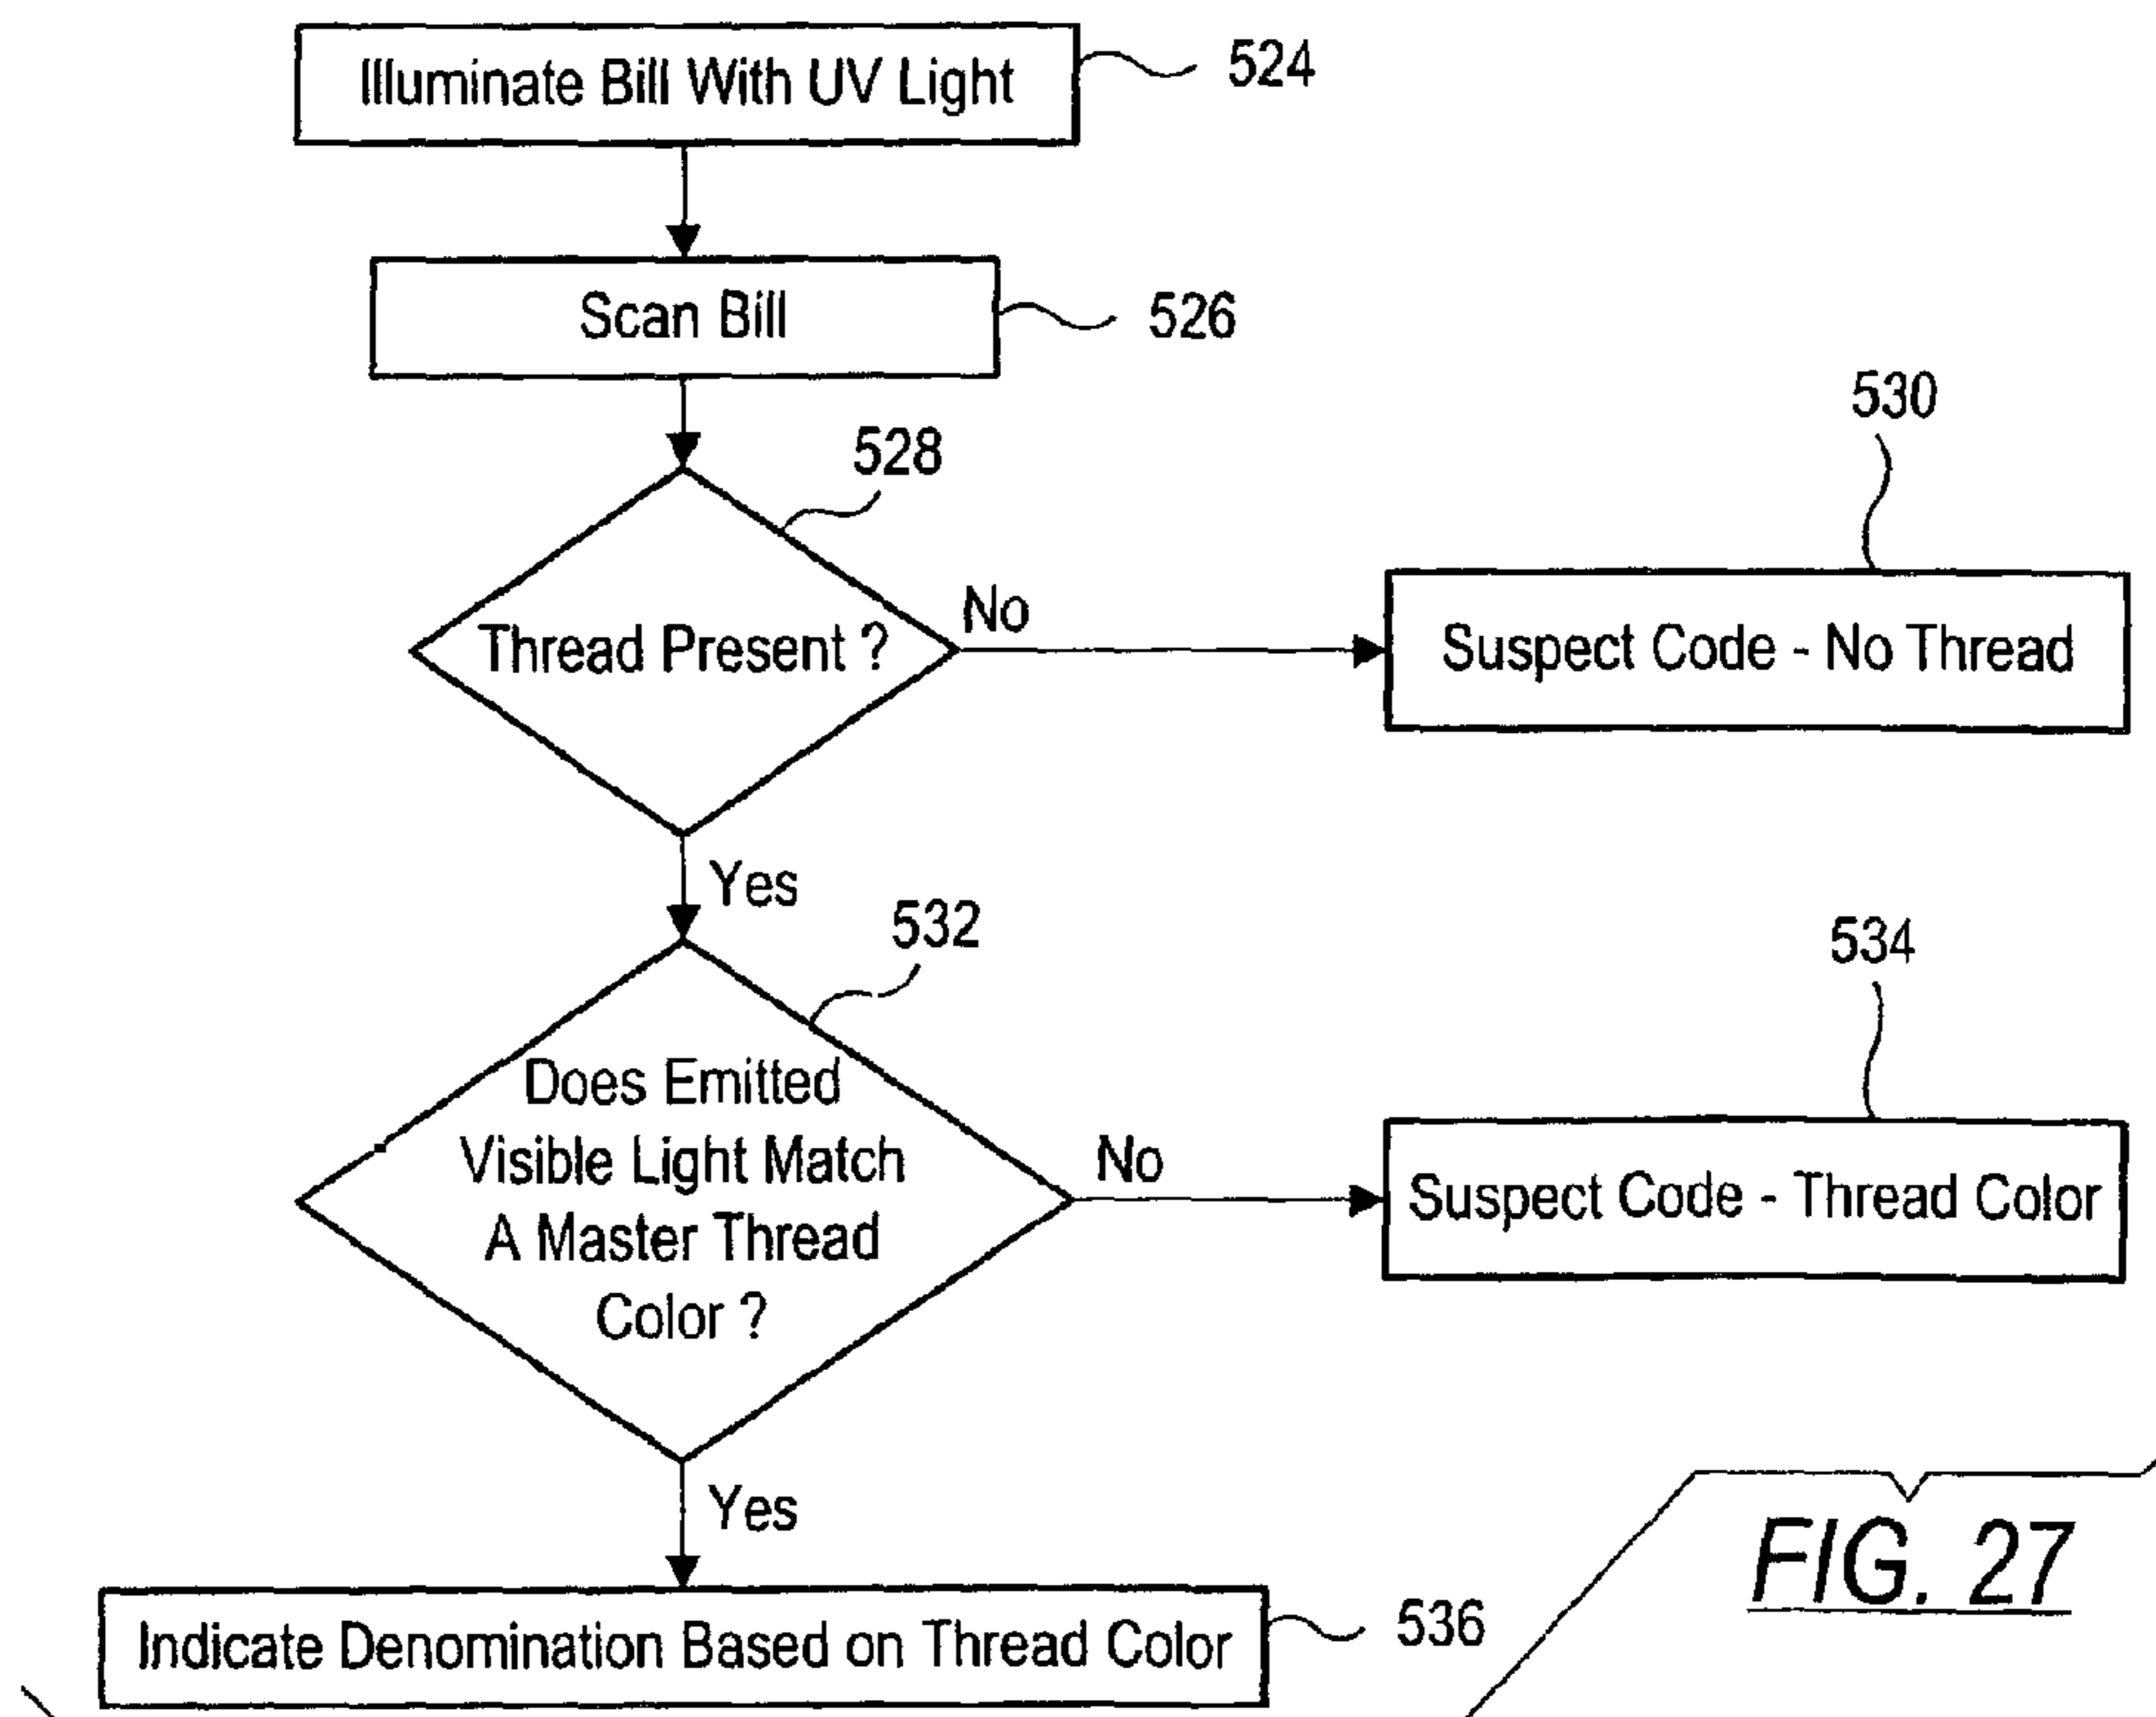 Illuminate Bill With UV Light
524
Scan Bill
526
528
Thread Present ?
No
530
Suspect Code - No Thread
Yes
532
Does Emitted
Visible Light Match
A Master Thread
Color ?
No
534
Suspect Code - Thread Color
Yes
Indicate Denomination Based on Thread Color
536
FIG. 27